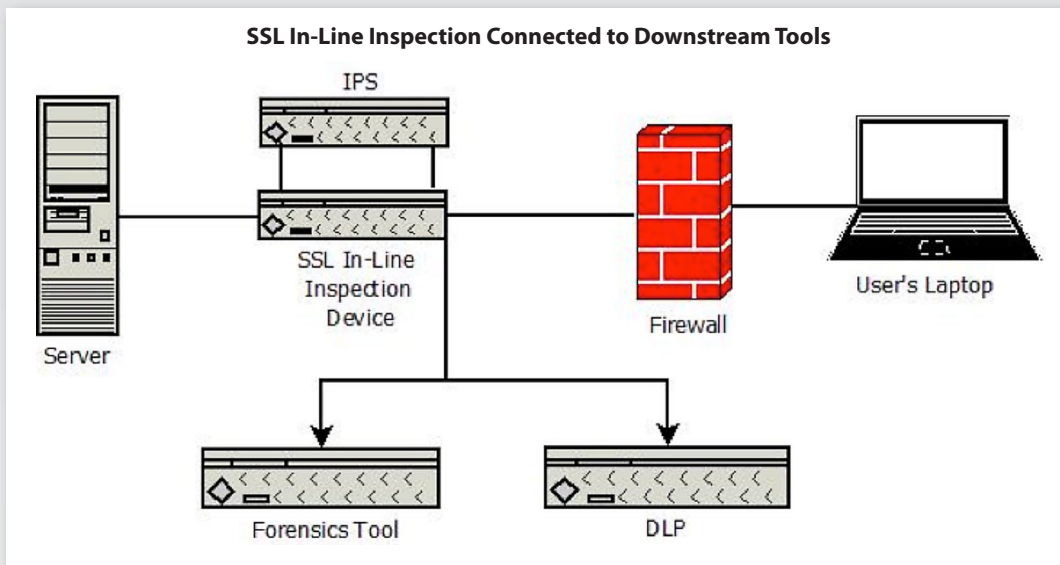 SSL In-Line Inspection Connected to Downstream Tools
IPS
SSL In-Line
Inspection
Device
Server
Firewall
User's Laptop
Forensics Tool
DLP